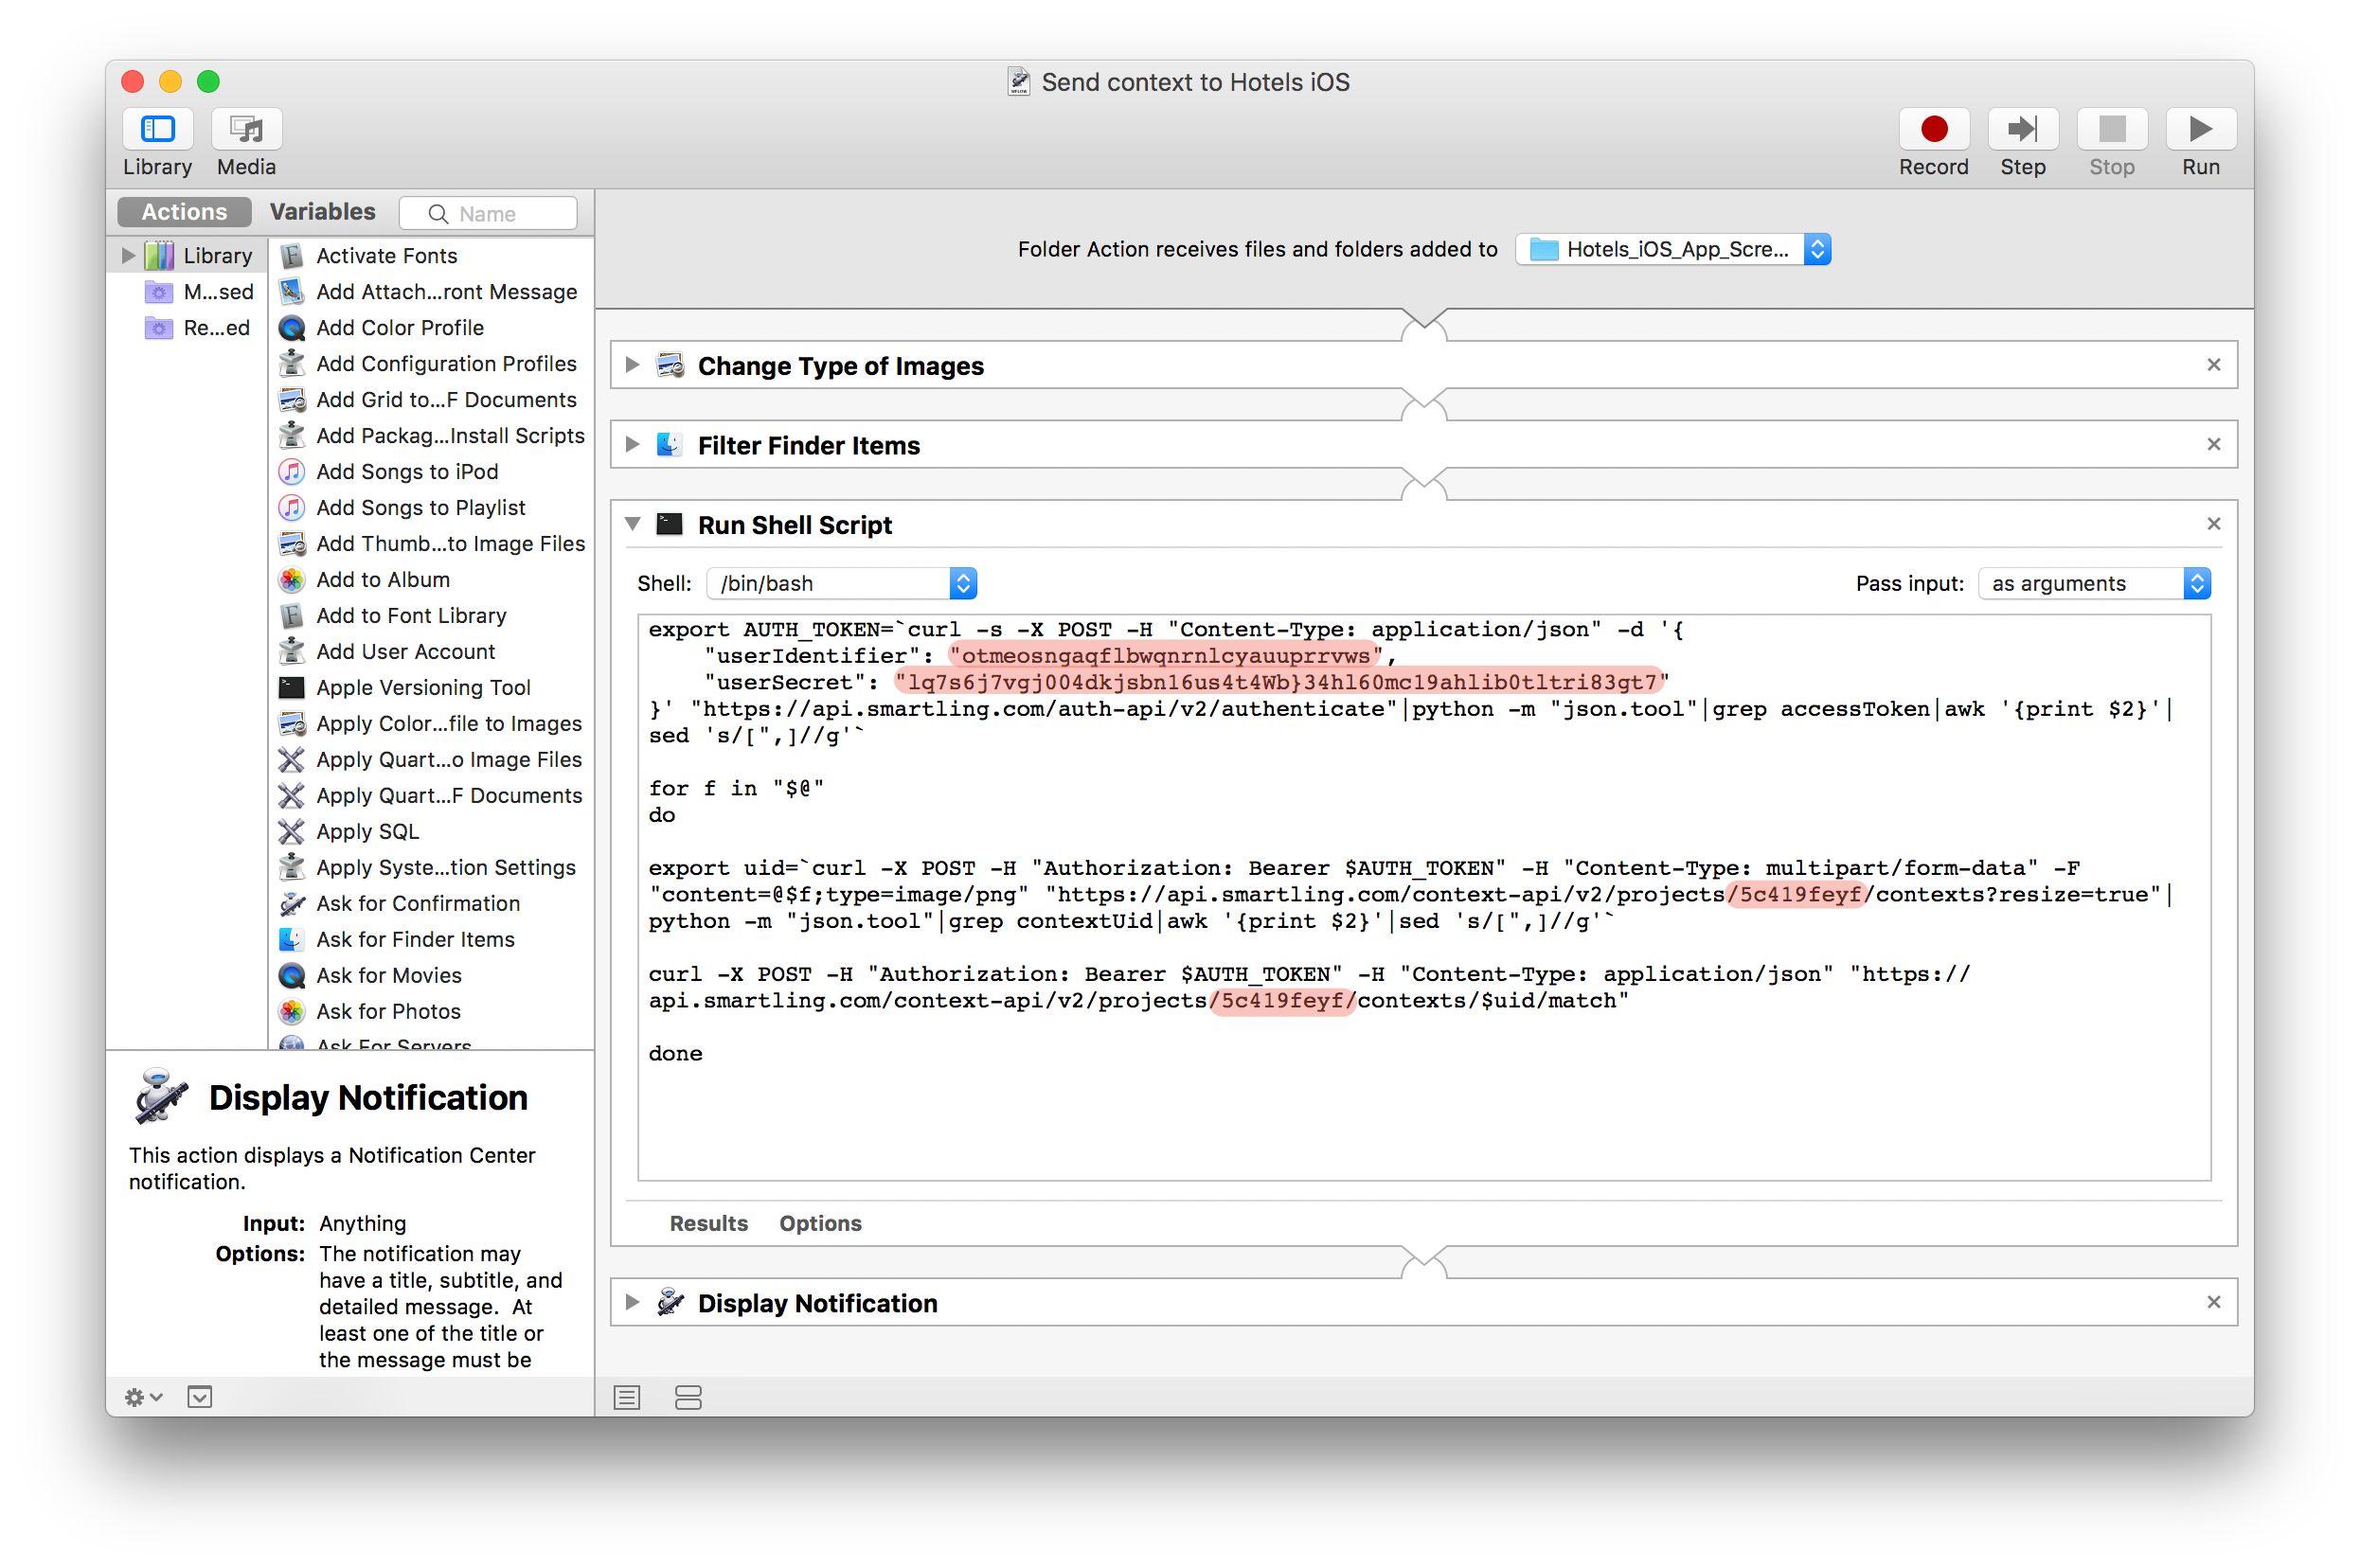 Send context to Hotels iOS
Library
Media
Record
Step
Stop
Run
Actions
Variables
Name
Folder Action receives files and folders added to
Hotels_iOS_App_Scre...
Library
M...sed
Re...ed
Activate Fonts
Add Attach...ront Message
Add Color Profile
Add Configuration Profiles
Add Grid to...F Documents
Add Packag...Install Scripts
Add Songs to iPod
Add Songs to Playlist
Add Thumb...to Image Files
Add to Album
Add to Font Library
Add User Account
Apple Versioning Tool
Apply Color...file to Images
Apply Quart...o Image Files
Apply Quart...F Documents
Apply SQL
Apply Syste...tion Settings
Ask for Confirmation
Ask for Finder Items
Ask for Movies
Ask for Photos
Ask For Servers
Change Type of Images
Filter Finder Items
Run Shell Script
Shell: /bin/bash
Pass input: as arguments
export AUTH_TOKEN=`curl -s -X POST -H "Content-Type: application/json" -d '{
"userIdentifier": "otmeosngaqflbwqnrnlcyauuprrvws",
"userSecret": "lq7s6j7vgj004dkjsbn16us4t4Wb}34hl60mc19ahlib0tltri83gt7"
}' "https://api.smartling.com/auth-api/v2/authenticate"|python -m "json.tool"|grep accessToken|awk '{print $2}'|
sed 's/[",]//g'`
for f in "$@"
do
export uid=`curl -X POST -H "Authorization: Bearer $AUTH_TOKEN" -H "Content-Type: multipart/form-data" -F
"content=@$f;type=image/png" "https://api.smartling.com/context-api/v2/projects/5c419feyf/contexts?resize=true"|
python -m "json.tool"|grep contextUid|awk '{print $2}'|sed 's/[",]//g'`
curl -X POST -H "Authorization: Bearer $AUTH_TOKEN" -H "Content-Type: application/json" "https://
api.smartling.com/context-api/v2/projects/5c419feyf/contexts/$uid/match"
done
Results
Options
Display Notification
Display Notification
This action displays a Notification Center
notification.
Input: Anything
Options: The notification may
have a title, subtitle, and
detailed message. At
least one of the title or
the message must be